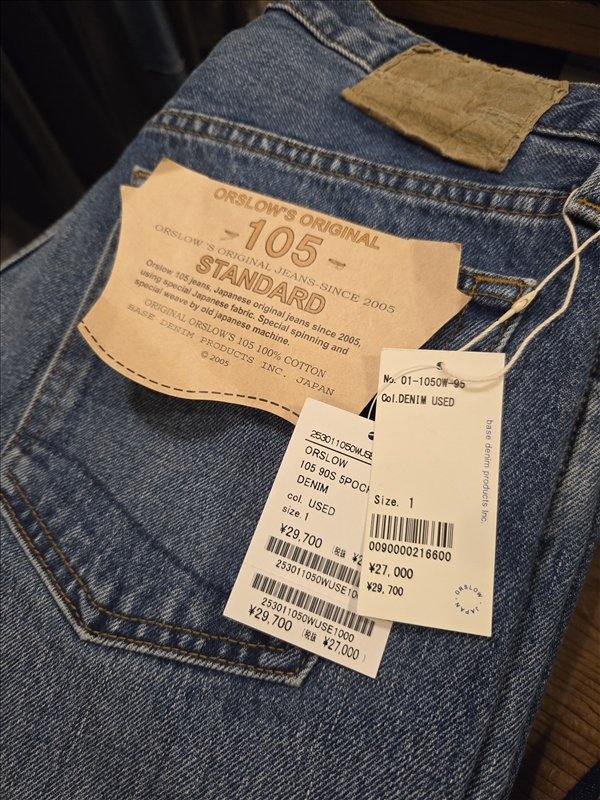 ORSLOW'S ORIGINAL
- 105 -
ORSLOW'S ORIGINAL JEANS-SINCE 2005
STANDARD
Orslow 105 jeans. Japanese original jeans since 2005,
using special Japanese fabric. Special spinning and
special weave by old japanese machine.
ORIGINAL ORSLOW'S 105 100% COTTON
BASE DENIM PRODUCTS INC. JAPAN
© 2005
No. 01-1050W-95
Col.DENIM USED
base denim products inc.
Size. 1
0090000216600
¥27,000
¥29,700
ORSLOW JAPAN
ORSLOW
105 90S
DENIM
col. USED
size.1
¥29,700 (税抜
253011050WUSE1000
¥29,700 (税抜 ¥27,000)